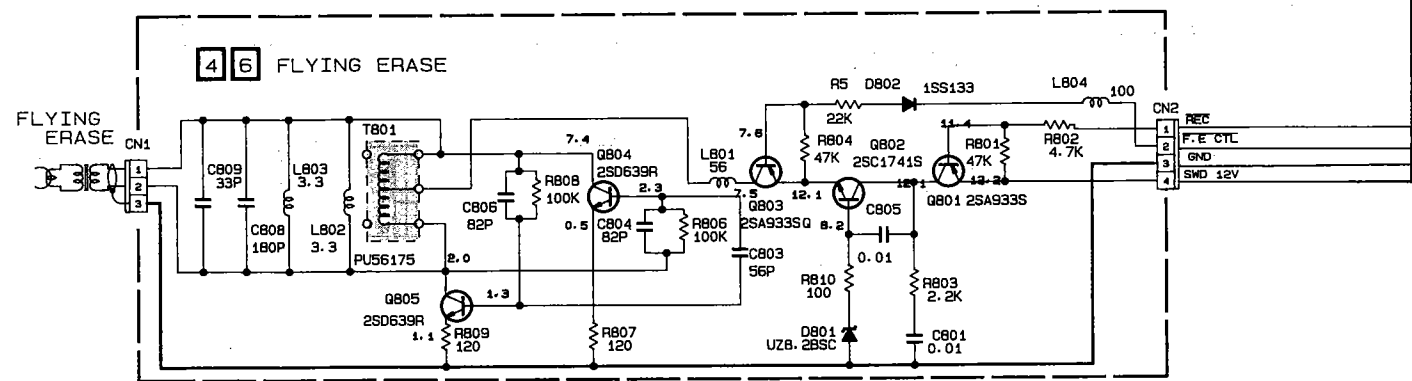 4 6 FLYING ERASE
FLYING
ERASE
CN1
1
2
3
C809
33P
C808
180P
L803
3.3
L802
3.3
T801
PU56175
7.4
2.0
C806
82P
R808
100K
Q804
2SD639R
0.5
2.3
C804
82P
R806
100K
C803
56P
Q805
2SD639R
1.3
1.1
R809
120
R807
120
L801
56
7.5
7.6
Q803
2SA933SQ
R5
22K
D802
1SS133
R804
47K
12.1
Q802
2SC1741S
8.2
C805
0.01
R810
100
D801
UZ8.2BSC
R803
2.2K
C801
0.01
11.4
Q801 2SA933S
R801
47K
13.2
R802
4.7K
L804
100
CN2
1
2
3
4
REC
F.E CTL
GND
SWD 12V